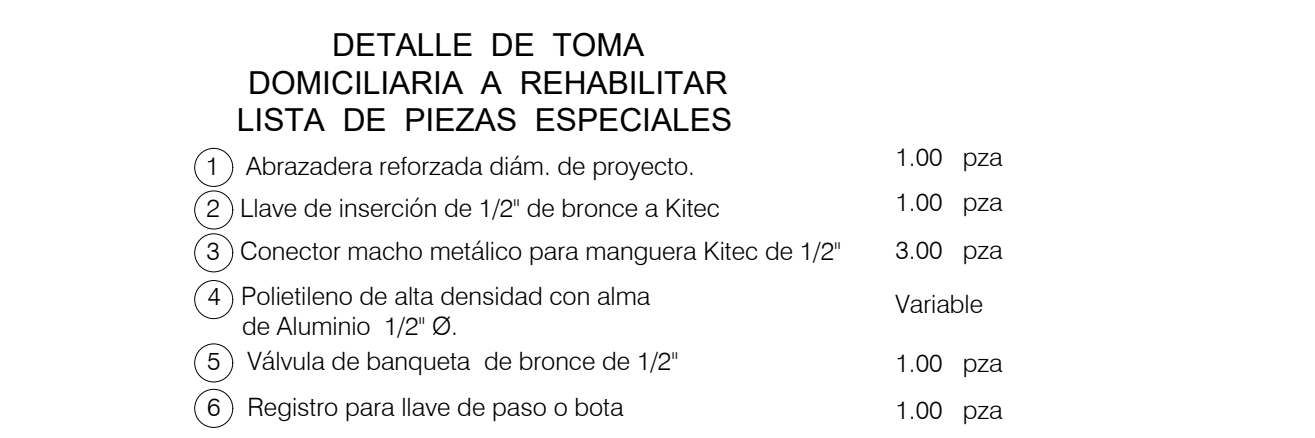 DETALLE DE TOMA
DOMICILIARIA A REHABILITAR
LISTA DE PIEZAS ESPECIALES
1 Abrazadera reforzada diám. de proyecto. 1.00 pza
2 Llave de inserción de 1/2" de bronce a Kitec 1.00 pza
3 Conector macho metálico para manguera Kitec de 1/2" 3.00 pza
4 Polietileno de alta densidad con alma Variable
de Aluminio 1/2" Ø.
5 Válvula de banqueta de bronce de 1/2" 1.00 pza
6 Registro para llave de paso o bota 1.00 pza